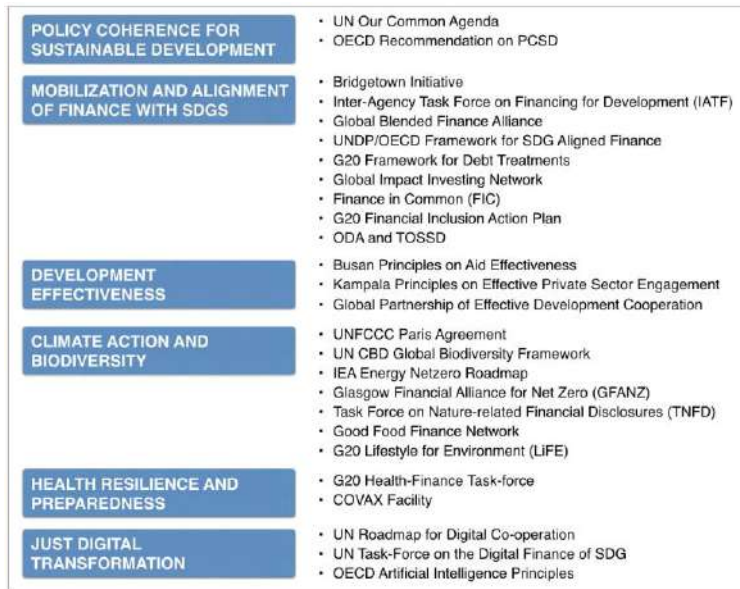 POLICY COHERENCE FOR
SUSTAINABLE DEVELOPMENT
• UN Our Common Agenda
• OECD Recommendation on PCSD
MOBILIZATION AND ALIGNMENT
OF FINANCE WITH SDGS
• Bridgetown Initiative
• Inter-Agency Task Force on Financing for Development (IATF)
• Global Blended Finance Alliance
• UNDP/OECD Framework for SDG Aligned Finance
• G20 Framework for Debt Treatments
• Global Impact Investing Network
• Finance in Common (FIC)
• G20 Financial Inclusion Action Plan
• ODA and TOSSD
DEVELOPMENT
EFFECTIVENESS
• Busan Principles on Aid Effectiveness
• Kampala Principles on Effective Private Sector Engagement
• Global Partnership of Effective Development Cooperation
CLIMATE ACTION AND
BIODIVERSITY
• UNFCCC Paris Agreement
• UN CBD Global Biodiversity Framework
• IEA Energy Netzero Roadmap
• Glasgow Financial Alliance for Net Zero (GFANZ)
• Task Force on Nature-related Financial Disclosures (TNFD)
• Good Food Finance Network
• G20 Lifestyle for Environment (LiFE)
HEALTH RESILIENCE AND
PREPAREDNESS
• G20 Health-Finance Task-force
• COVAX Facility
JUST DIGITAL
TRANSFORMATION
• UN Roadmap for Digital Co-operation
• UN Task-Force on the Digital Finance of SDG
• OECD Artificial Intelligence Principles